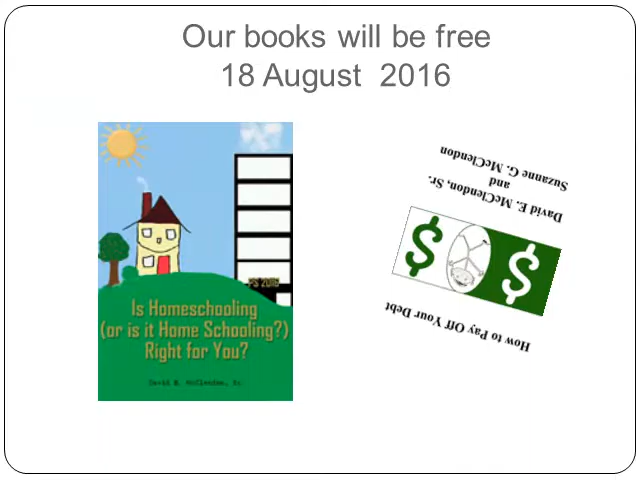 Our books will be free
18 August 2016
PS 2016
Is Homeschooling
(or is it Home Schooling?)
Right for You?
David E. McClendon, Sr.
How to Pay Off Your Debt
David E. McClendon, Sr.
and
Suzanne G. McClendon